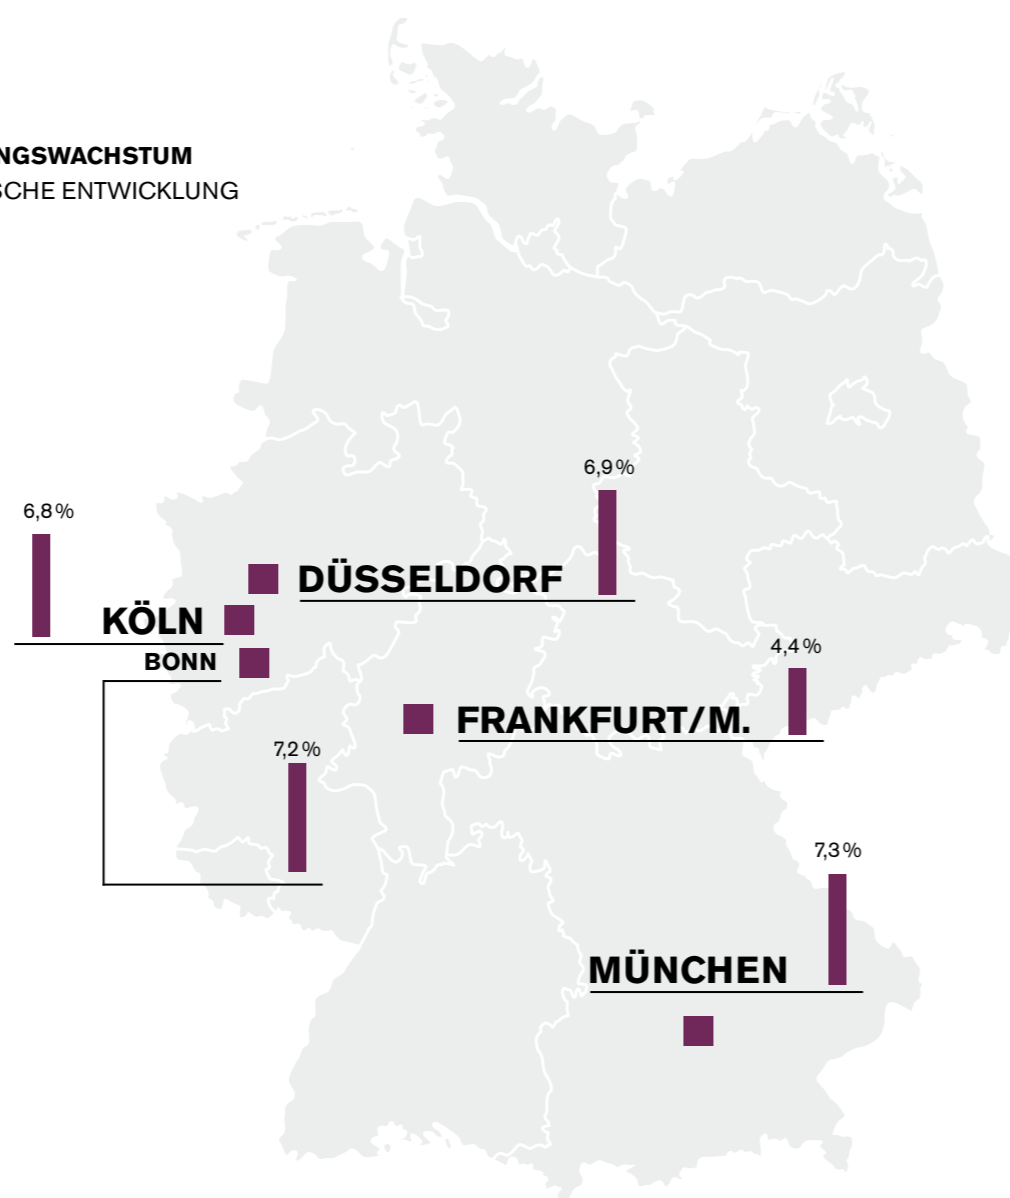 NGSWACHSTUM
SCHE ENTWICKLUNG
6,9 %
6,8 %
DÜSSELDORF
KÖLN
BONN
4,4 %
FRANKFURT/M.
7,2 %
7,3 %
MÜNCHEN